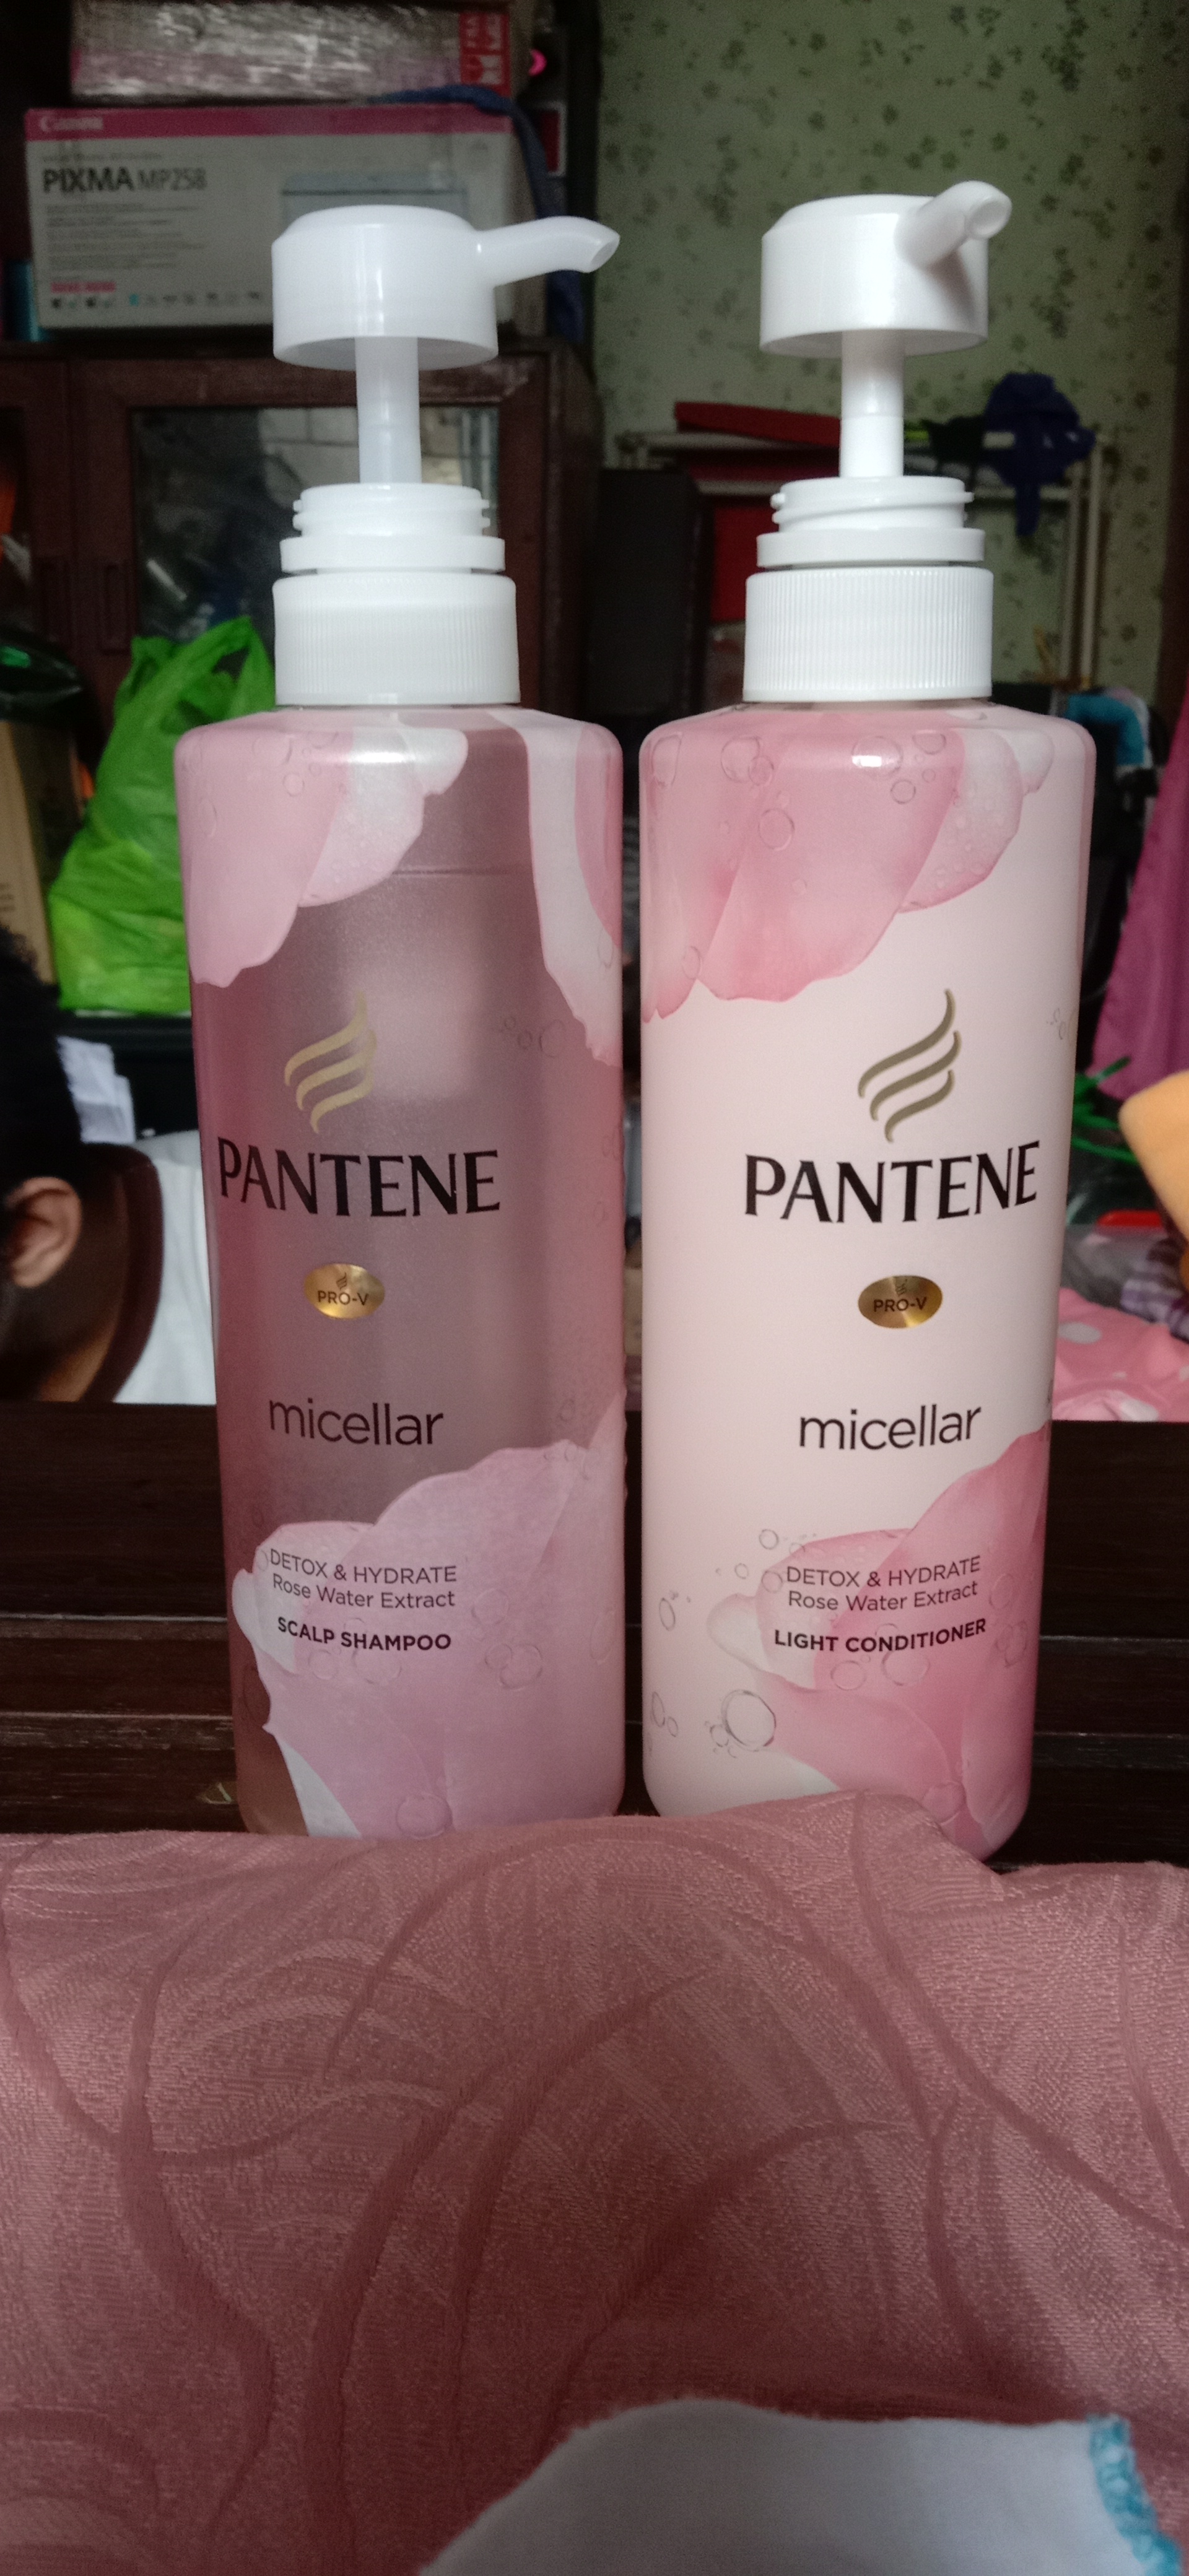 Canon
PIXMA MP258
PANTENE
PRO-V
micellar
DETOX & HYDRATE
Rose Water Extract
SCALP SHAMPOO
PANTENE
PRO-V
micellar
DETOX & HYDRATE
Rose Water Extract
LIGHT CONDITIONER